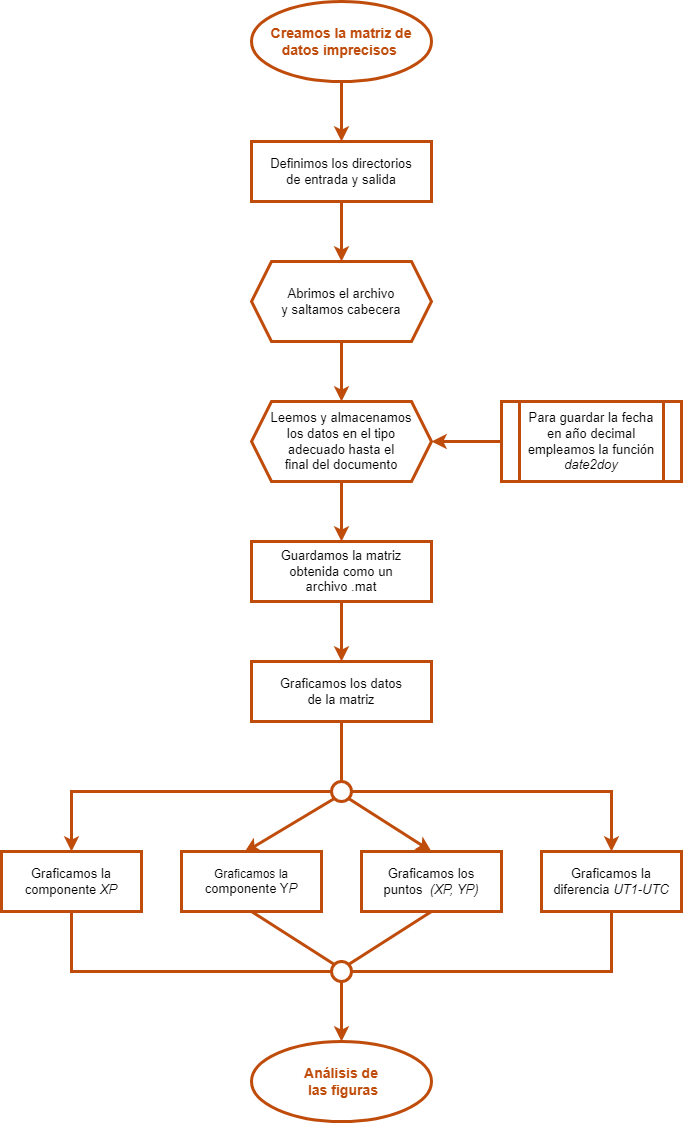 Creamos la matriz de
datos imprecisos
Definimos los directorios
de entrada y salida
Abrimos el archivo
y saltamos cabecera
Leemos y almacenamos
los datos en el tipo
adecuado hasta el
final del documento
Para guardar la fecha
en año decimal
empleamos la función
date2doy
Guardamos la matriz
obtenida como un
archivo .mat
Graficamos los datos
de la matriz
Graficamos la
componente XP
Graficamos la
componente YP
Graficamos los
puntos (XP, YP)
Graficamos la
diferencia UT1-UTC
Análisis de
las figuras